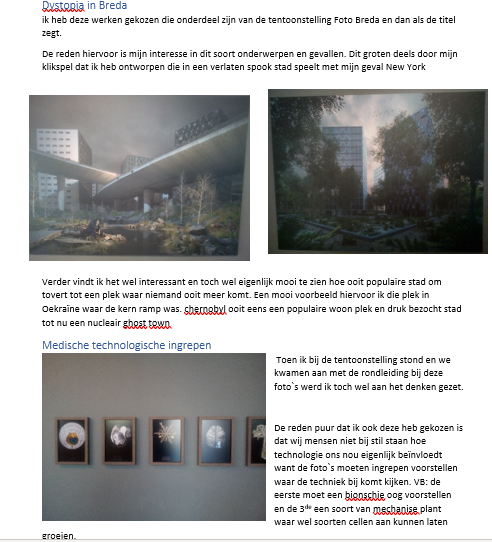 Dystopia in Breda
ik heb deze werken gekozen die onderdeel zijn van de tentoonstelling Foto Breda en dan als de titel
zegt.
De reden hiervoor is mijn interesse in dit soort onderwerpen en gevallen. Dit groten deels door mijn
klikspel dat ik heb ontworpen die in een verlaten spook stad speelt met mijn geval New York
Verder vindt ik het wel interessant en toch wel eigenlijk mooi te zien hoe ooit populaire stad om
tovert tot een plek waar niemand ooit meer komt. Een mooi voorbeeld hiervoor ik die plek in
Oekraïne waar de kern ramp was. chernobyl ooit eens een populaire woon plek en druk bezocht stad
tot nu een nucleair ghost town
Medische technologische ingrepen
Toen ik bij de tentoonstelling stond en we
kwamen aan met de rondleiding bij deze
foto`s werd ik toch wel aan het denken gezet.
De reden puur dat ik ook deze heb gekozen is
dat wij mensen niet bij stil staan hoe
technologie ons nou eigenlijk beïnvloedt
want de foto`s moeten ingrepen voorstellen
waar de techniek bij komt kijken. VB: de
eerste moet een bionschie oog voorstellen
en de 3de een soort van mechanise plant
waar wel soorten cellen aan kunnen laten
groeien.